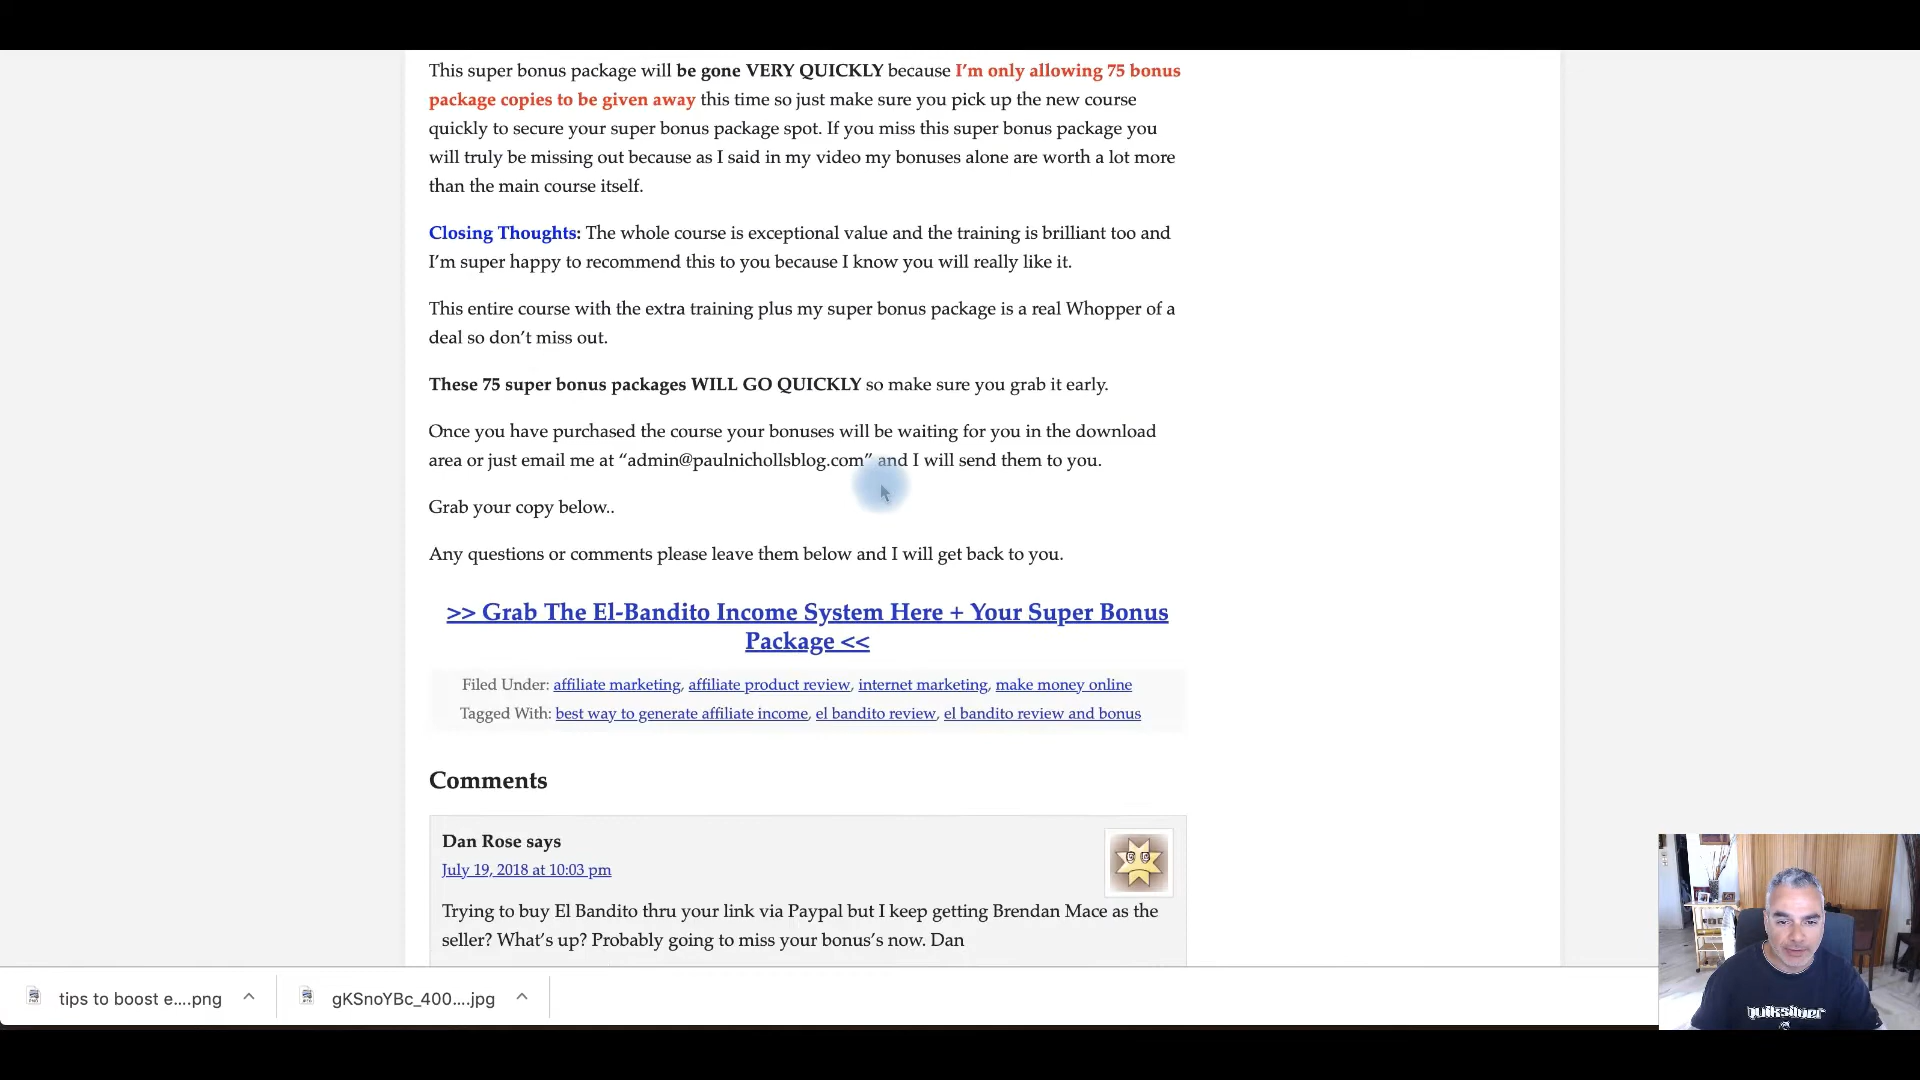 This super bonus package will be gone VERY QUICKLY because I’m only allowing 75 bonus
package copies to be given away this time so just make sure you pick up the new course
quickly to secure your super bonus package spot. If you miss this super bonus package you
will truly be missing out because as I said in my video my bonuses alone are worth a lot more
than the main course itself.
Closing Thoughts: The whole course is exceptional value and the training is brilliant too and
I’m super happy to recommend this to you because I know you will really like it.
This entire course with the extra training plus my super bonus package is a real Whopper of a
deal so don’t miss out.
These 75 super bonus packages WILL GO QUICKLY so make sure you grab it early.
Once you have purchased the course your bonuses will be waiting for you in the download
area or just email me at “admin@paulnichollsblog.com” and I will send them to you.
Grab your copy below..
Any questions or comments please leave them below and I will get back to you.
>> Grab The El-Bandito Income System Here + Your Super Bonus
Package <<
Filed Under: affiliate marketing, affiliate product review, internet marketing, make money online
Tagged With: best way to generate affiliate income, el bandito review, el bandito review and bonus
Comments
Dan Rose says
July 19, 2018 at 10:03 pm
Trying to buy El Bandito thru your link via Paypal but I keep getting Brendan Mace as the
seller? What’s up? Probably going to miss your bonus’s now. Dan
tips to boost e....png
gKSnoYBc_400....jpg
quiksilver